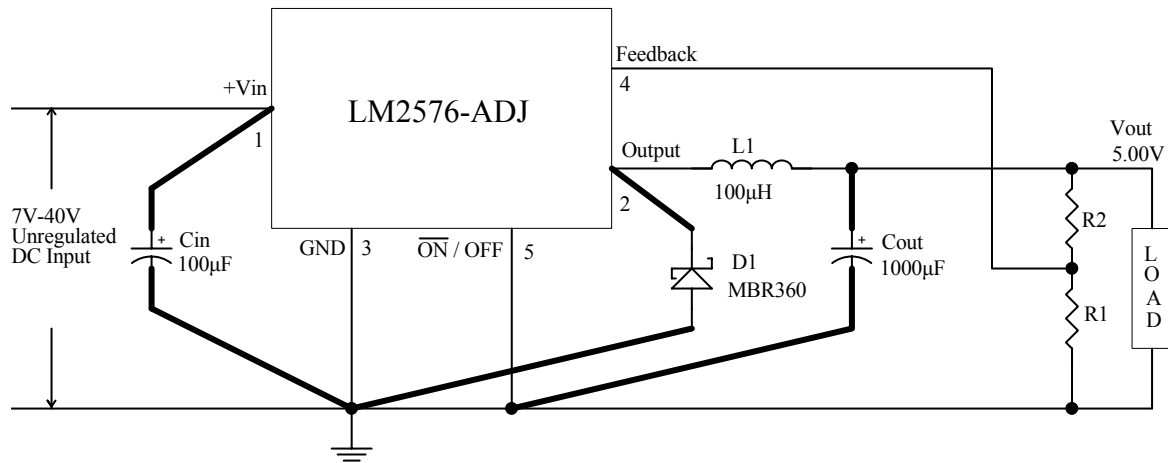 Feedback
4
+Vin
1
LM2576-ADJ
Vout
5.00V
Output
2
L1
100μH
7V-40V
Unregulated
DC Input
Cin
100μF
+
GND
3
ON / OFF
5
D1
MBR360
+
Cout
1000μF
R2
R1
LOAD